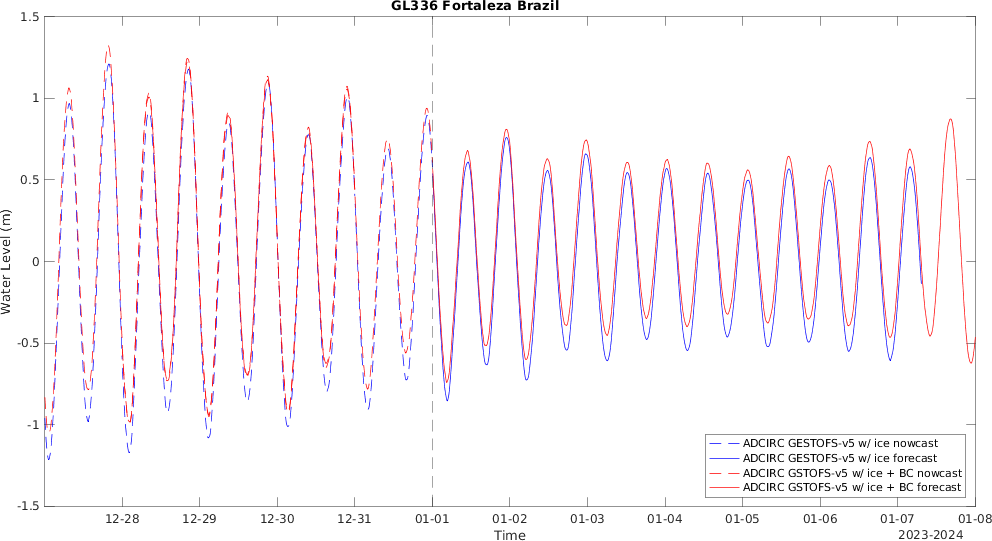 GL336 Fortaleza Brazil
1.5
1
0.5
0
-0.5
-1
-1.5
Water Level (m)
12-28 12-29 12-30 12-31 01-01 01-02 01-03 01-04 01-05 01-06 01-07 01-08
Time
2023-2024
ADCIRC GESTOFS-v5 w/ ice nowcast
ADCIRC GESTOFS-v5 w/ ice forecast
ADCIRC GSTOFS-v5 w/ ice + BC nowcast
ADCIRC GSTOFS-v5 w/ ice + BC forecast